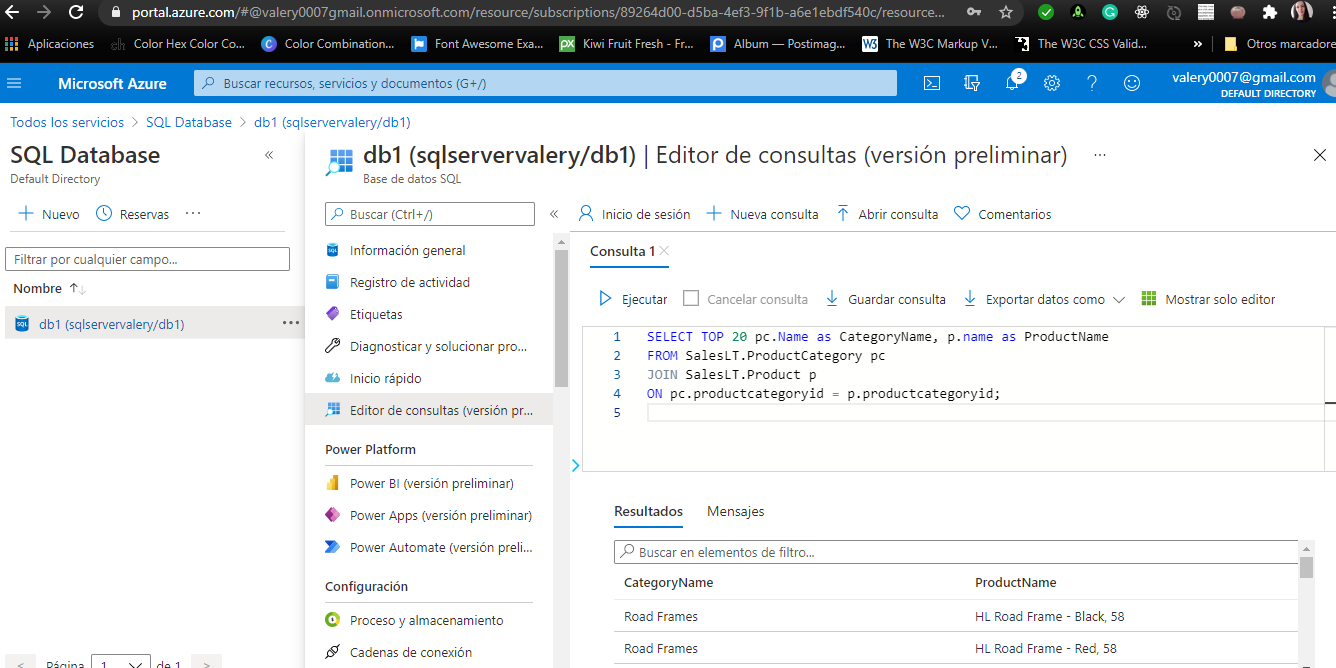 portal.azure.com/#@valery0007gmail.onmicrosoft.com/resource/subscriptions/89264d00-d5ba-4ef3-9f1b-a6e1ebdf540c/resource...
Aplicaciones
Color Hex Color Co...
Color Combination...
Font Awesome Exa...
Kiwi Fruit Fresh - Fr...
Album — Postimag...
The W3C Markup V...
The W3C CSS Valid...
»
Otros marcadores
Microsoft Azure
Buscar recursos, servicios y documentos (G+/)
2
valery0007@gmail.com
DEFAULT DIRECTORY
Todos los servicios > SQL Database > db1 (sqlservervalery/db1)
SQL Database
Default Directory
Nuevo
Reservas
...
Filtrar por cualquier campo...
Nombre
db1 (sqlservervalery/db1)
...
Página 1 de 1
db1 (sqlservervalery/db1) | Editor de consultas (versión preliminar)
...
Base de datos SQL
Buscar (Ctrl+/)
Información general
Registro de actividad
Etiquetas
Diagnosticar y solucionar pro...
Inicio rápido
Editor de consultas (versión pr...
Power Platform
Power BI (versión preliminar)
Power Apps (versión preliminar)
Power Automate (versión preli...
Configuración
Proceso y almacenamiento
Cadenas de conexión
Inicio de sesión
Nueva consulta
Abrir consulta
Comentarios
Consulta 1
Ejecutar
Cancelar consulta
Guardar consulta
Exportar datos como
Mostrar solo editor
1 SELECT TOP 20 pc.Name as CategoryName, p.name as ProductName
2 FROM SalesLT.ProductCategory pc
3 JOIN SalesLT.Product p
4 ON pc.productcategoryid = p.productcategoryid;
5
Resultados
Mensajes
Buscar en elementos de filtro...
CategoryName ProductName
Road Frames HL Road Frame - Black, 58
Road Frames HL Road Frame - Red, 58